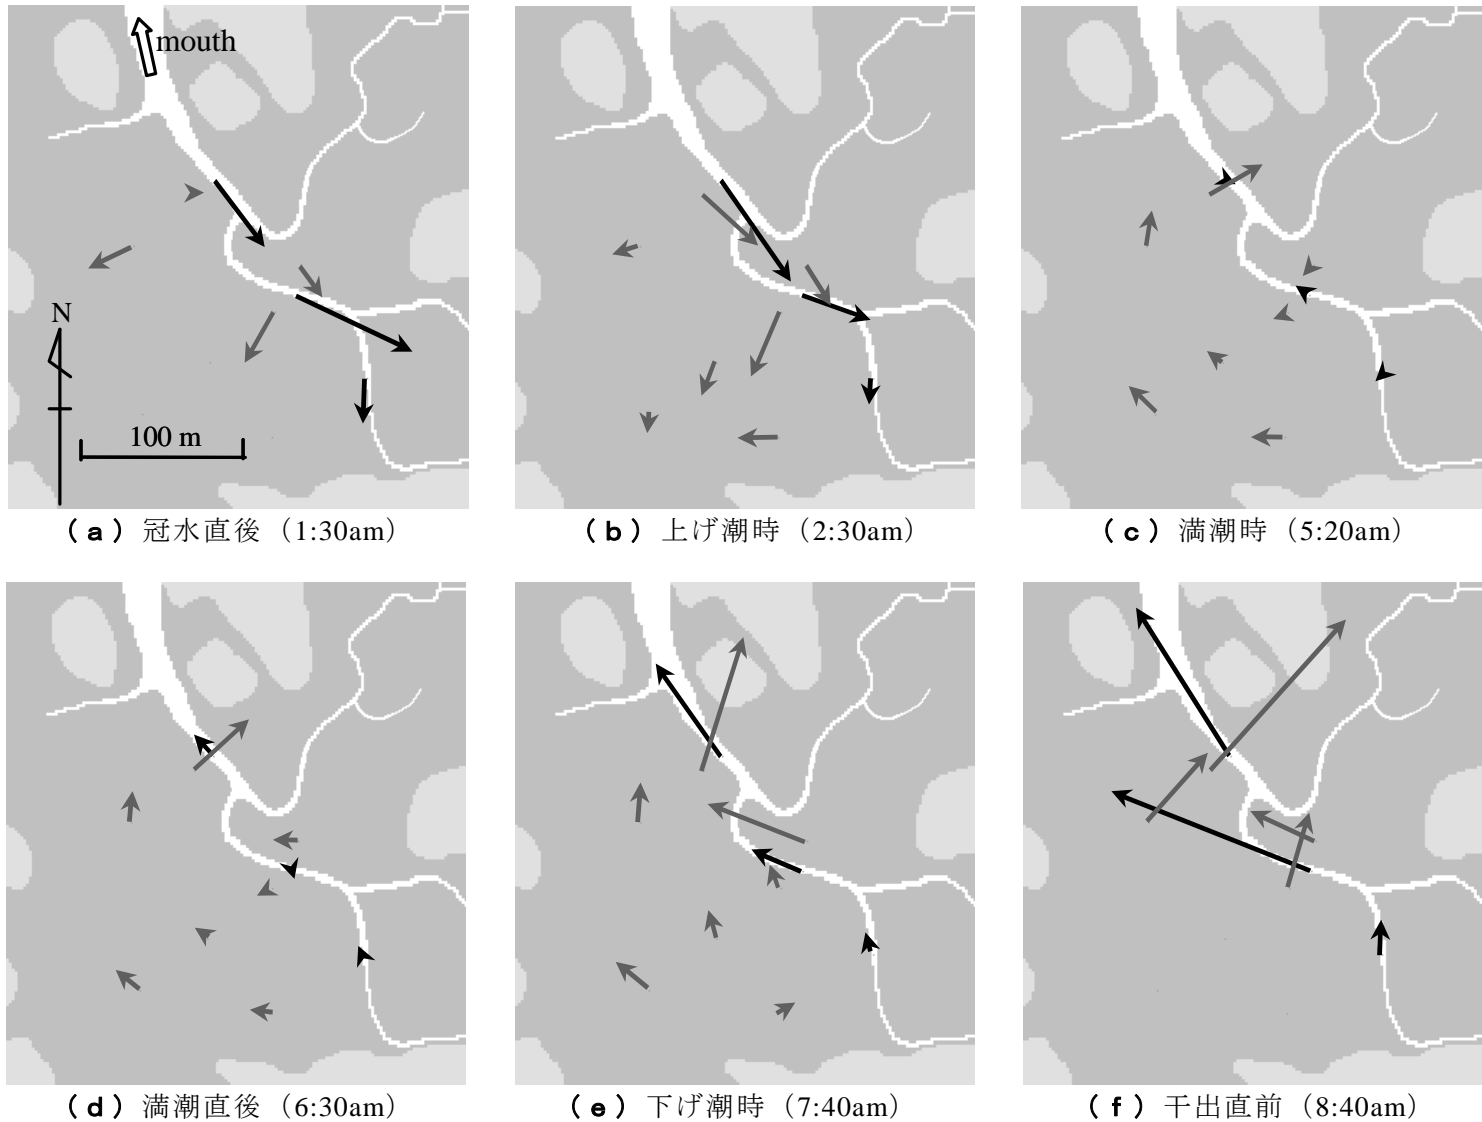 mouth
N
100 m
(a) 冠水直後 (1:30am)
(b) 上げ潮時 (2:30am)
(c) 満潮時 (5:20am)
(d) 満潮直後 (6:30am)
(e) 下げ潮時 (7:40am)
(f) 干出直前 (8:40am)